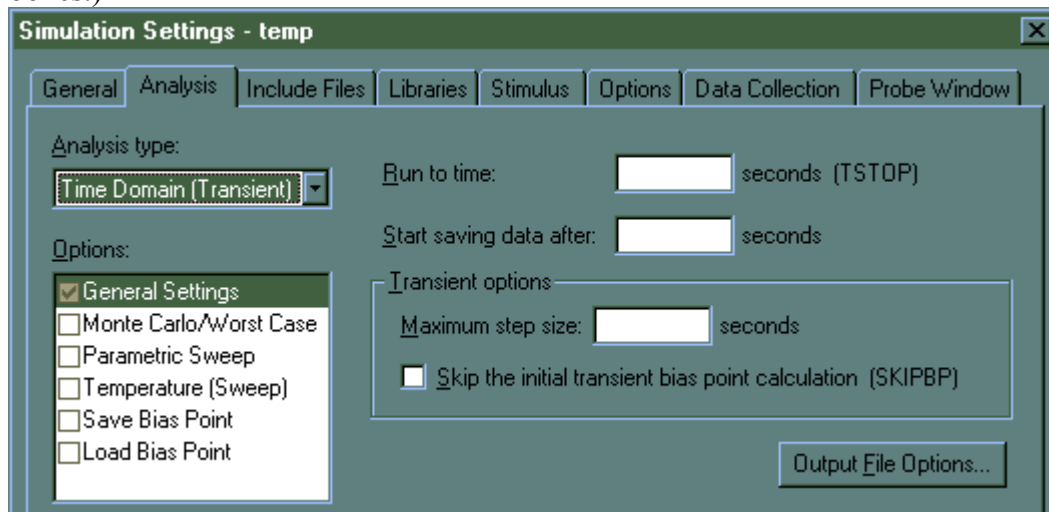 Simulation Settings - temp
General Analysis Include Files Libraries Stimulus Options Data Collection Probe Window
Analysis type:
Time Domain (Transient)
Options:
General Settings
Monte Carlo/Worst Case
Parametric Sweep
Temperature (Sweep)
Save Bias Point
Load Bias Point
Run to time: seconds (TSTOP)
Start saving data after: seconds
Transient options
Maximum step size: seconds
Skip the initial transient bias point calculation (SKIPBP)
Output File Options...